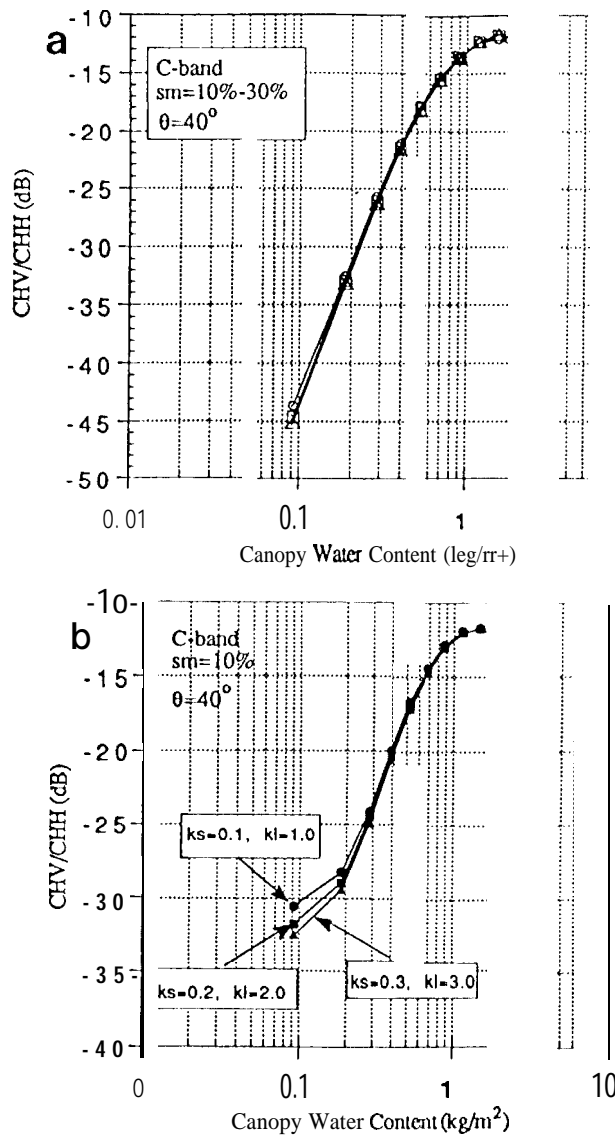 a
C-band
sm=10%-30%
θ=40°
CHV/CHH (dB)
-10
-15
-20
-25
-30
-35
-40
-45
-50
0.01
0.1
1
Canopy Water Content (leg/rr+)
b
C-band
sm=10%
θ=40°
CHV/CHH (dB)
-10
-15
-20
-25
-30
-35
-40
ks=0.1, kl=1.0
ks=0.2, kl=2.0
ks=0.3, kl=3.0
0
0.1
1
10
Canopy Water Content (kg/m²)